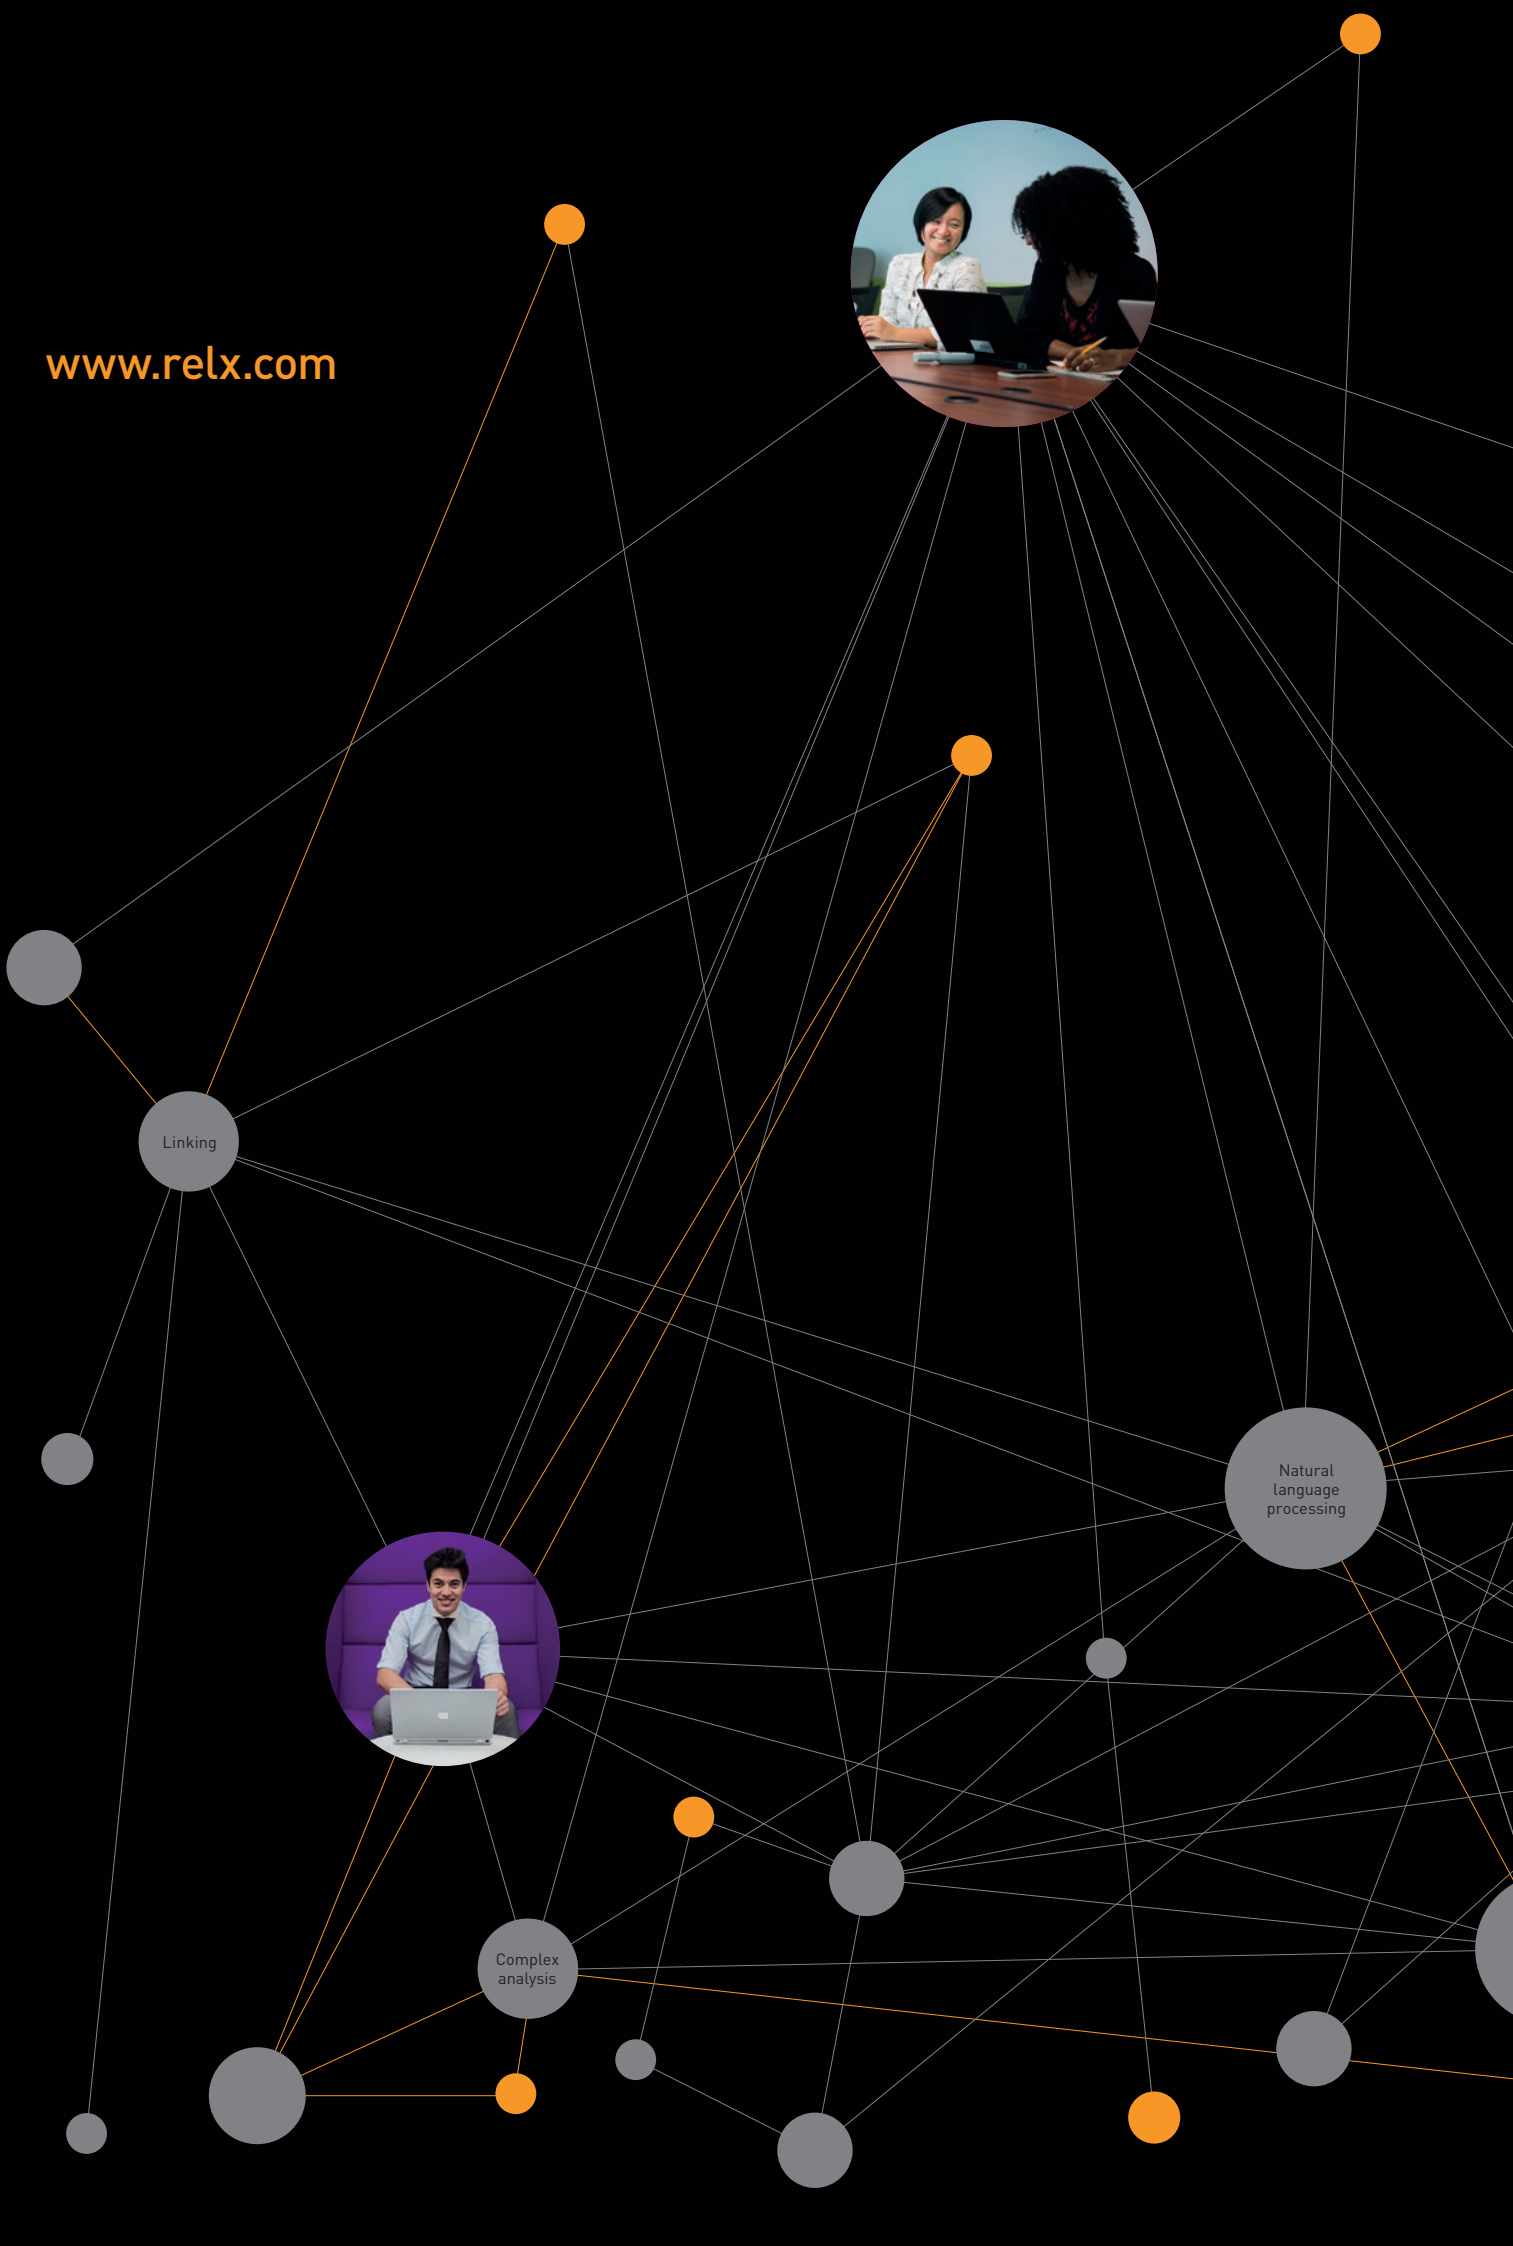 www.relx.com
Linking
Natural
language
processing
Complex
analysis